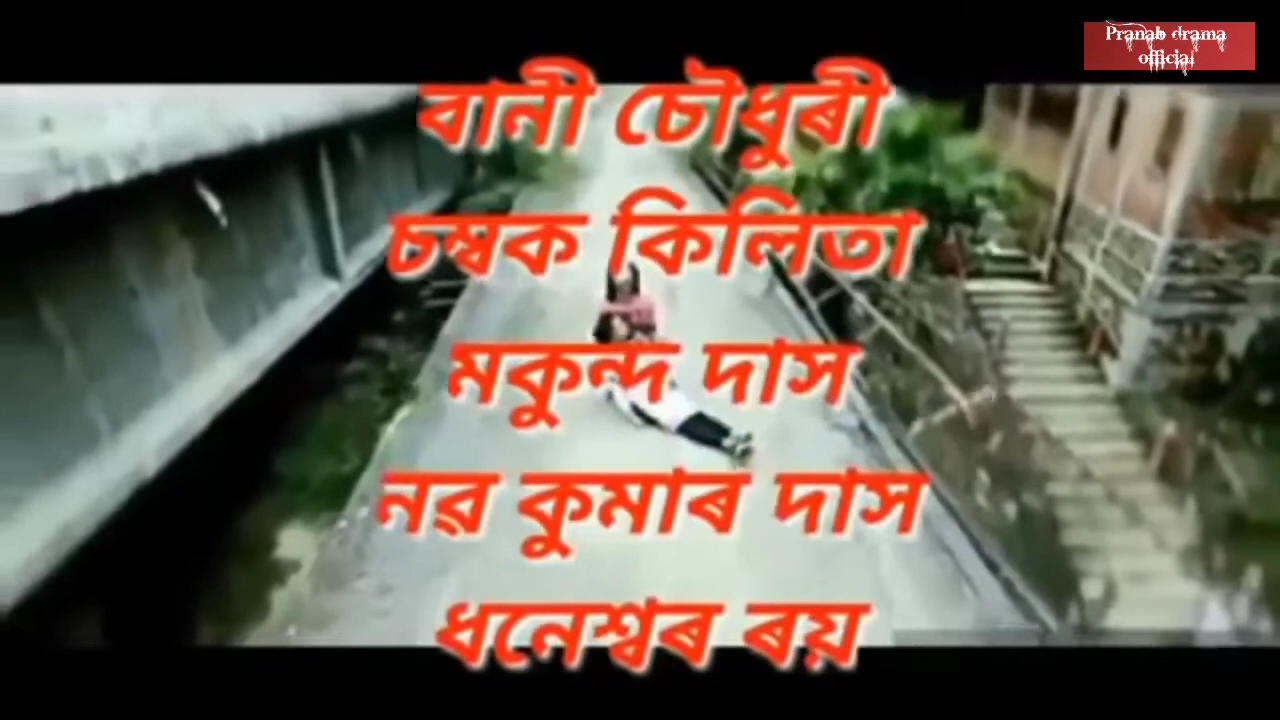 Pranab drama
official
বানী চৌধুৰী
চম্বক কিলিতা
মকুন্দ দাস
নৱ কুমাৰ দাস
ধনেশ্বৰ ৰয়